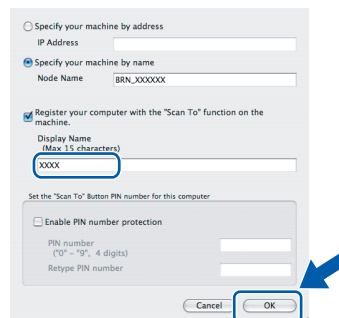 Specify your machine by address
IP Address
Specify your machine by name
Node Name
BRN_XXXXXX
Register your computer with the "Scan To" function on the
machine.
Display Name
(Max 15 characters)
XXXX
Set the "Scan To" Button PIN number for this computer
Enable PIN number protection
PIN number
("0" – "9", 4 digits)
Retype PIN number
Cancel
OK